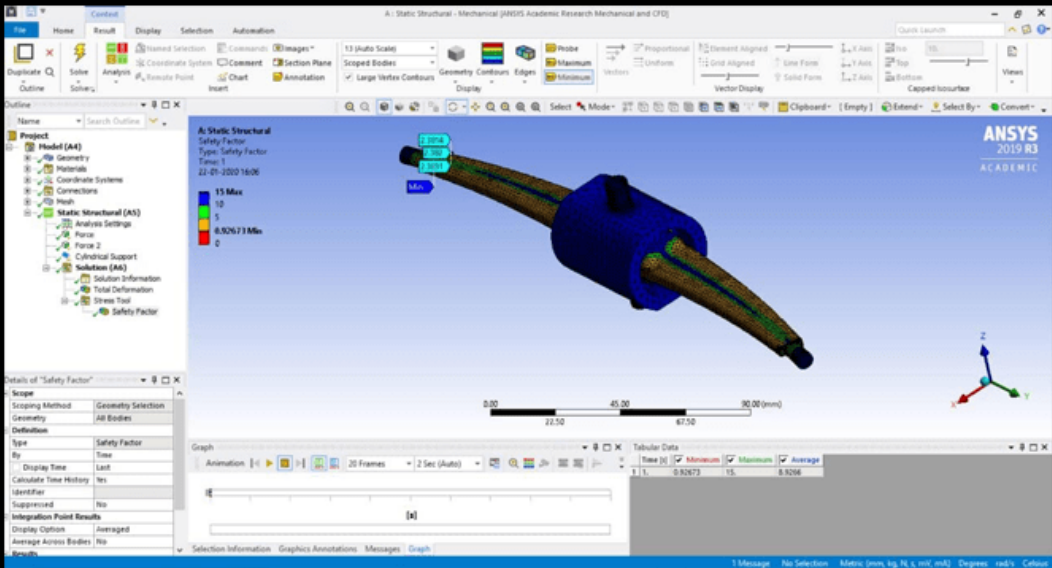 Context
A : Static Structural - Mechanical [ANSYS Academic Research Mechanical and CFD]
File Home Result Display Selection Automation
Quick Launch
Duplicate
Outline
Solve
Solve
Analysis
Named Selection Commands Images
Coordinate System Comment Section Plane
Remote Point Chart Annotation
Insert
13 (Auto Scale)
Scoped Bodies
Large Vertex Contours
Geometry Contours Edges
Display
Probe
Maximum
Minimum
Vectors
Proportional
Uniform
Element Aligned
Grid Aligned
Line Form
Solid Form
X Axis
Y Axis
Z Axis
Vector Display
Iso
Top
Bottom
Capped Isosurface
Views
Outline
Name Search Outline
Select Mode
Clipboard [Empty] Extend Select By Convert
Project
Model (A4)
Geometry
Materials
Coordinate Systems
Connections
Mesh
Static Structural (A5)
Analysis Settings
Force
Force 2
Cylindrical Support
Solution (A6)
Solution Information
Total Deformation
Stress Tool
Safety Factor
A: Static Structural
Safety Factor
Type: Safety Factor
Time: 1
22-01-2020 16:06
15 Max
10
5
0.92673 Min
0
Min
ANSYS
2019 R3
ACADEMIC
Z
X
Y
0.00 45.00 90.00 (mm)
22.50 67.50
Details of "Safety Factor"
Scope
Scoping Method Geometry Selection
Geometry All Bodies
Definition
Type Safety Factor
By Time
Display Time Last
Calculate Time History Yes
Identifier
Suppressed No
Integration Point Results
Display Option Averaged
Average Across Bodies No
Results
Graph
Animation 20 Frames 2 Sec (Auto)
[s]
Selection Information Graphics Annotations Messages Graph
Tabular Data
Time [s] Minimum Maximum Average
1 1. 0.92673 15. 8.9266
1 Message No Selection Metric (mm, kg, N, s, mV, mA) Degrees rad/s Celsius